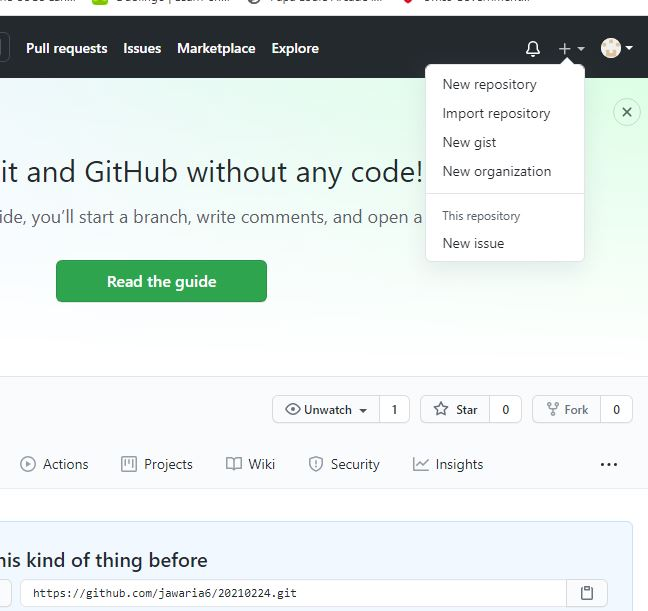 Pull requests Issues Marketplace Explore
New repository
Import repository
New gist
New organization
This repository
New issue
it and GitHub without any code!
ide, you'll start a branch, write comments, and open a
Read the guide
Unwatch 1 Star 0 Fork 0
Actions Projects Wiki Security Insights
his kind of thing before
https://github.com/jawaria6/20210224.git